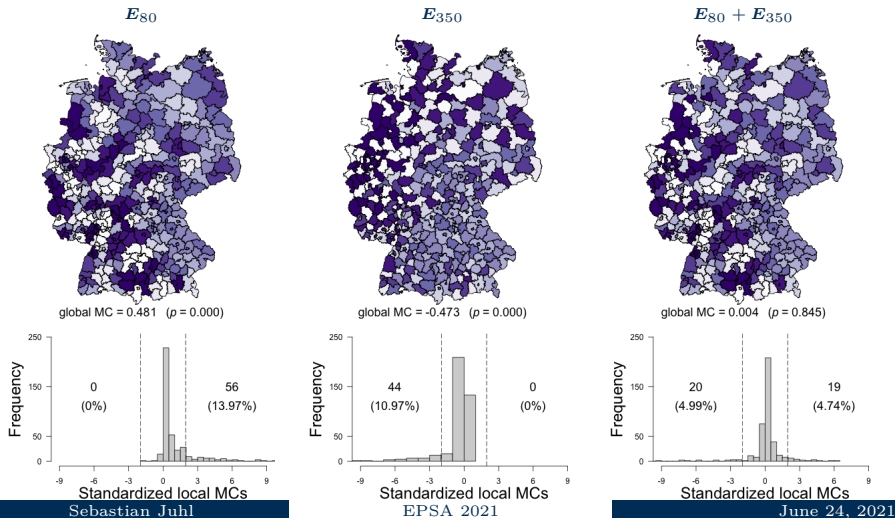 E80
E350
E80 + E350
global MC = 0.481 (p = 0.000)
global MC = -0.473 (p = 0.000)
global MC = 0.004 (p = 0.845)
250
150
50
0
Frequency
0
(0%)
56
(13.97%)
-9 -6 -3 0 3 6 9
Standardized local MCs
250
150
50
0
Frequency
44
(10.97%)
0
(0%)
-9 -6 -3 0 3 6 9
Standardized local MCs
250
150
50
0
Frequency
20
(4.99%)
19
(4.74%)
-9 -6 -3 0 3 6 9
Standardized local MCs
Sebastian Juhl
EPSA 2021
June 24, 2021